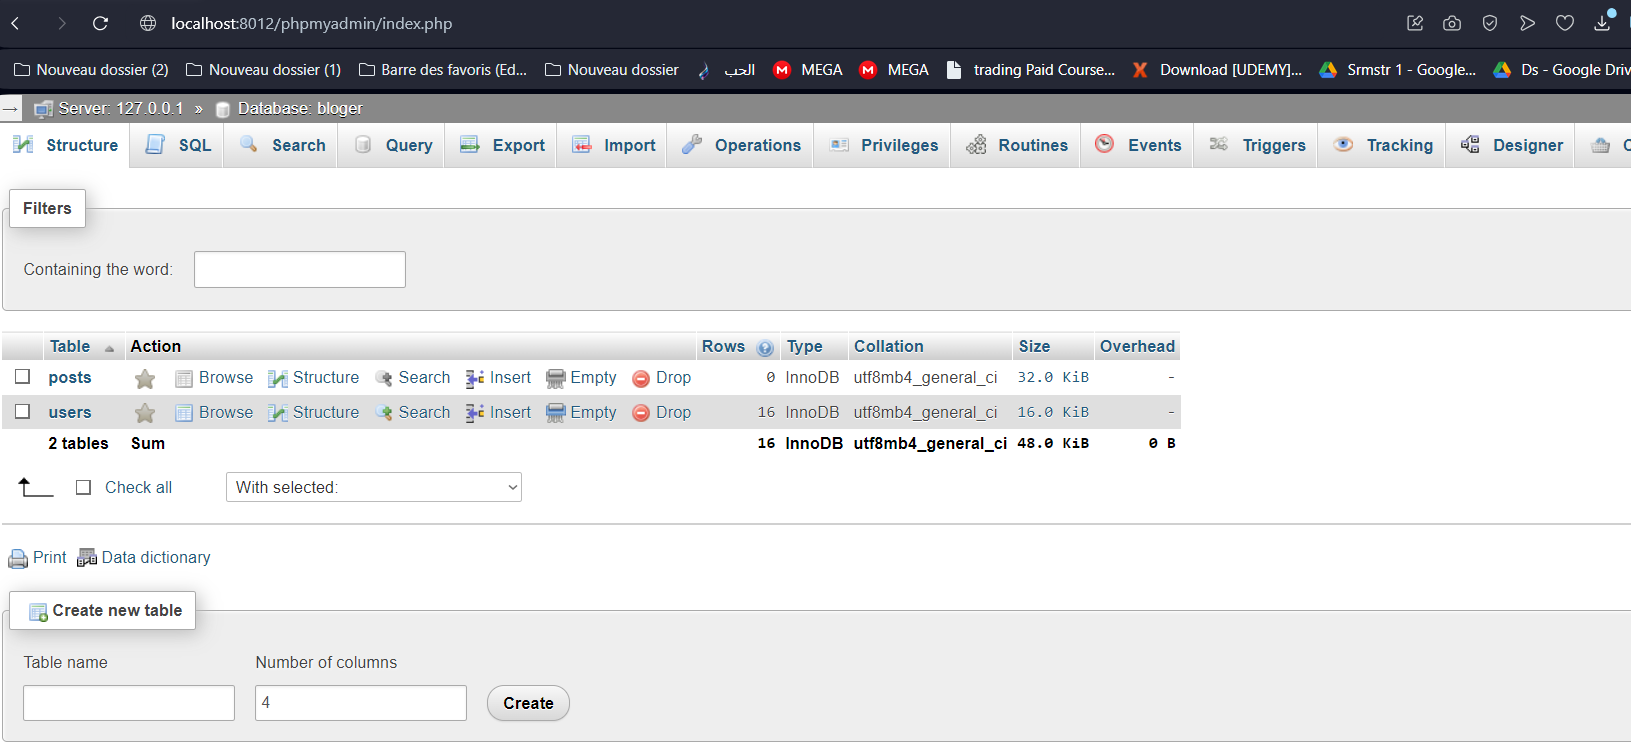 localhost:8012/phpmyadmin/index.php
Nouveau dossier (2) Nouveau dossier (1) Barre des favoris (Ed... Nouveau dossier الحب MEGA MEGA trading Paid Course... Download [UDEMY]... Srmstr 1 - Google... Ds - Google Driv
Server: 127.0.0.1 » Database: bloger
Structure SQL Search Query Export Import Operations Privileges Routines Events Triggers Tracking Designer
Filters
Containing the word:
Table Action Rows Type Collation Size Overhead
posts Browse Structure Search Insert Empty Drop 0 InnoDB utf8mb4_general_ci 32.0 KiB -
users Browse Structure Search Insert Empty Drop 16 InnoDB utf8mb4_general_ci 16.0 KiB -
2 tables Sum 16 InnoDB utf8mb4_general_ci 48.0 KiB 0 B
Check all With selected:
Print Data dictionary
Create new table
Table name Number of columns
4 Create